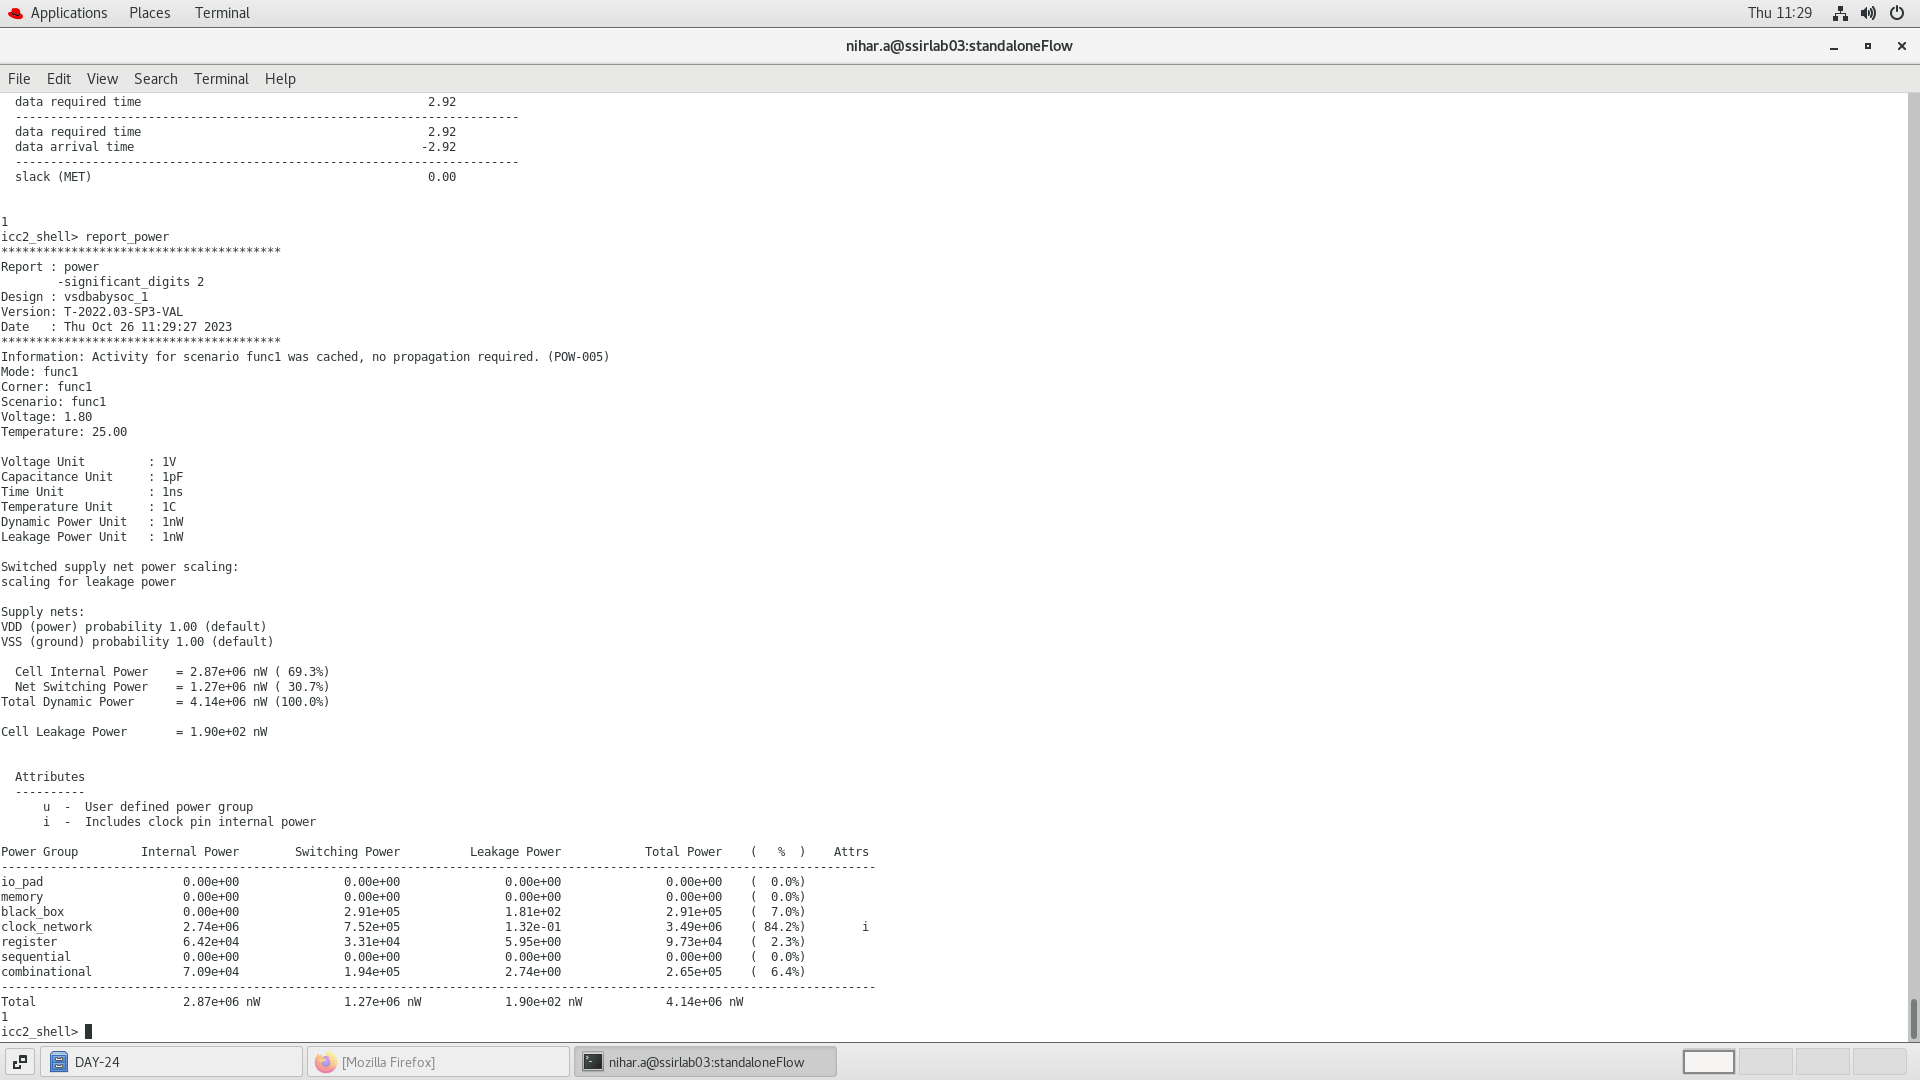 Applications Places Terminal Thu 11:29
nihar.a@ssirlab03:standaloneFlow
File Edit View Search Terminal Help
  data required time                                         2.92
  ------------------------------------------------------------------------
  data required time                                         2.92
  data arrival time                                         -2.92
  ------------------------------------------------------------------------
  slack (MET)                                                0.00
1
icc2_shell> report_power
****************************************
Report : power
        -significant_digits 2
Design : vsdbabysoc_1
Version: T-2022.03-SP3-VAL
Date   : Thu Oct 26 11:29:27 2023
****************************************
Information: Activity for scenario func1 was cached, no propagation required. (POW-005)
Mode: func1
Corner: func1
Scenario: func1
Voltage: 1.80
Temperature: 25.00
Voltage Unit         : 1V
Capacitance Unit     : 1pF
Time Unit            : 1ns
Temperature Unit     : 1C
Dynamic Power Unit   : 1nW
Leakage Power Unit   : 1nW
Switched supply net power scaling:
scaling for leakage power
Supply nets:
VDD (power) probability 1.00 (default)
VSS (ground) probability 1.00 (default)
  Cell Internal Power    = 2.87e+06 nW ( 69.3%)
  Net Switching Power    = 1.27e+06 nW ( 30.7%)
Total Dynamic Power      = 4.14e+06 nW (100.0%)
Cell Leakage Power       = 1.90e+02 nW
  Attributes
  ----------
      u  -  User defined power group
      i  -  Includes clock pin internal power
Power Group         Internal Power        Switching Power          Leakage Power            Total Power    (   %  )    Attrs
-----------------------------------------------------------------------------------------------------------------------------
io_pad                    0.00e+00               0.00e+00               0.00e+00               0.00e+00    (  0.0%)
memory                    0.00e+00               0.00e+00               0.00e+00               0.00e+00    (  0.0%)
black_box                 0.00e+00               2.91e+05               1.81e+02               2.91e+05    (  7.0%)
clock_network             2.74e+06               7.52e+05               1.32e-01               3.49e+06    ( 84.2%)        i
register                  6.42e+04               3.31e+04               5.95e+00               9.73e+04    (  2.3%)
sequential                0.00e+00               0.00e+00               0.00e+00               0.00e+00    (  0.0%)
combinational             7.09e+04               1.94e+05               2.74e+00               2.65e+05    (  6.4%)
-----------------------------------------------------------------------------------------------------------------------------
Total                     2.87e+06 nW            1.27e+06 nW            1.90e+02 nW            4.14e+06 nW
1
icc2_shell>
DAY-24 [Mozilla Firefox] nihar.a@ssirlab03:standaloneFlow